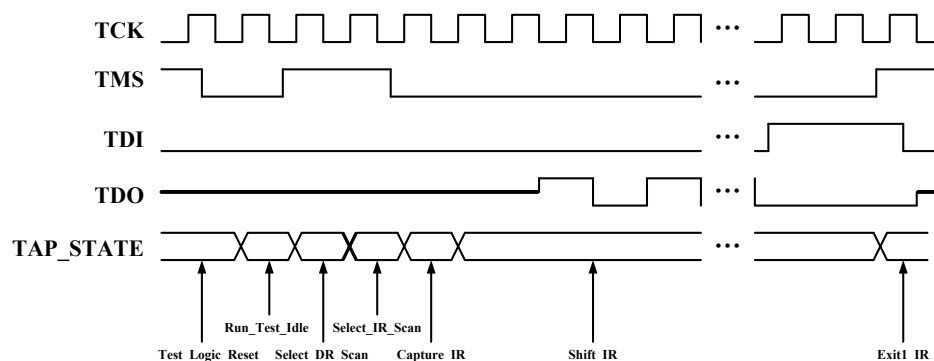 TCK
...
TMS
...
TDI
...
TDO
...
TAP_STATE
...
Run_Test_Idle Select_IR_Scan
Test_Logic_Reset Select_DR_Scan Capture_IR Shift_IR Exit1_IR